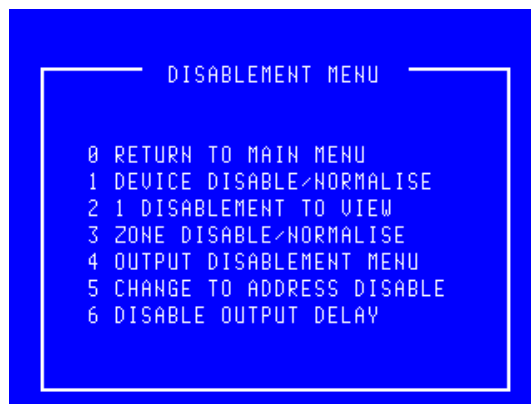 DISABLEMENT MENU
0 RETURN TO MAIN MENU
1 DEVICE DISABLE/NORMALISE
2 1 DISABLEMENT TO VIEW
3 ZONE DISABLE/NORMALISE
4 OUTPUT DISABLEMENT MENU
5 CHANGE TO ADDRESS DISABLE
6 DISABLE OUTPUT DELAY